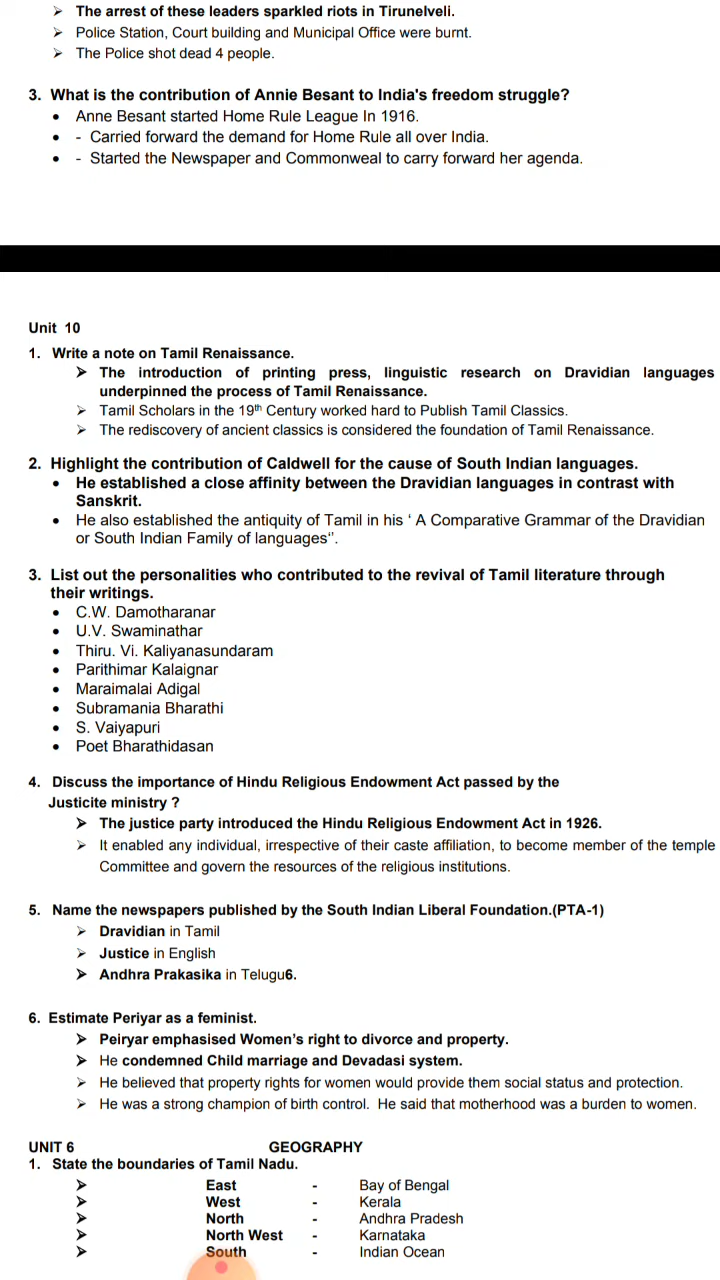 ➢ The arrest of these leaders sparkled riots in Tirunelveli.
➢ Police Station, Court building and Municipal Office were burnt.
➢ The Police shot dead 4 people.
3. What is the contribution of Annie Besant to India's freedom struggle?
• Anne Besant started Home Rule League In 1916.
• - Carried forward the demand for Home Rule all over India.
• - Started the Newspaper and Commonweal to carry forward her agenda.
Unit 10
1. Write a note on Tamil Renaissance.
➢ The introduction of printing press, linguistic research on Dravidian languages
underpinned the process of Tamil Renaissance.
➢ Tamil Scholars in the 19th Century worked hard to Publish Tamil Classics.
➢ The rediscovery of ancient classics is considered the foundation of Tamil Renaissance.
2. Highlight the contribution of Caldwell for the cause of South Indian languages.
• He established a close affinity between the Dravidian languages in contrast with
Sanskrit.
• He also established the antiquity of Tamil in his ‘ A Comparative Grammar of the Dravidian
or South Indian Family of languages“.
3. List out the personalities who contributed to the revival of Tamil literature through
their writings.
• C.W. Damotharanar
• U.V. Swaminathar
• Thiru. Vi. Kaliyanasundaram
• Parithimar Kalaignar
• Maraimalai Adigal
• Subramania Bharathi
• S. Vaiyapuri
• Poet Bharathidasan
4. Discuss the importance of Hindu Religious Endowment Act passed by the
Justicite ministry ?
➢ The justice party introduced the Hindu Religious Endowment Act in 1926.
➢ It enabled any individual, irrespective of their caste affiliation, to become member of the temple
Committee and govern the resources of the religious institutions.
5. Name the newspapers published by the South Indian Liberal Foundation.(PTA-1)
➢ Dravidian in Tamil
➢ Justice in English
➢ Andhra Prakasika in Telugu6.
6. Estimate Periyar as a feminist.
➢ Peiryar emphasised Women’s right to divorce and property.
➢ He condemned Child marriage and Devadasi system.
➢ He believed that property rights for women would provide them social status and protection.
➢ He was a strong champion of birth control. He said that motherhood was a burden to women.
UNIT 6 GEOGRAPHY
1. State the boundaries of Tamil Nadu.
➢ East - Bay of Bengal
➢ West - Kerala
➢ North - Andhra Pradesh
➢ North West - Karnataka
➢ South - Indian Ocean